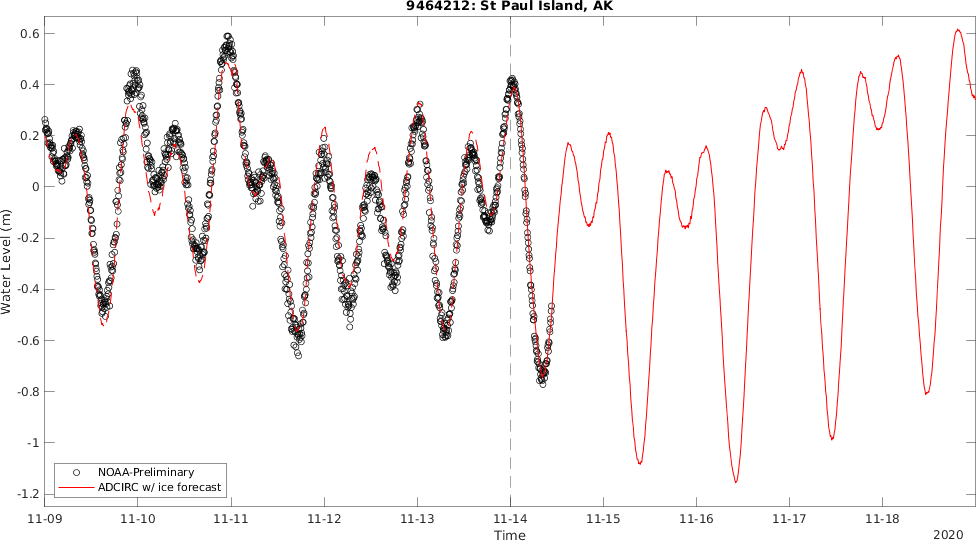 9464212: St Paul Island, AK
0.6
0.4
0.2
0
-0.2
-0.4
-0.6
-0.8
-1
-1.2
Water Level (m)
NOAA-Preliminary
ADCIRC w/ ice forecast
11-09 11-10 11-11 11-12 11-13 11-14 11-15 11-16 11-17 11-18
Time
2020